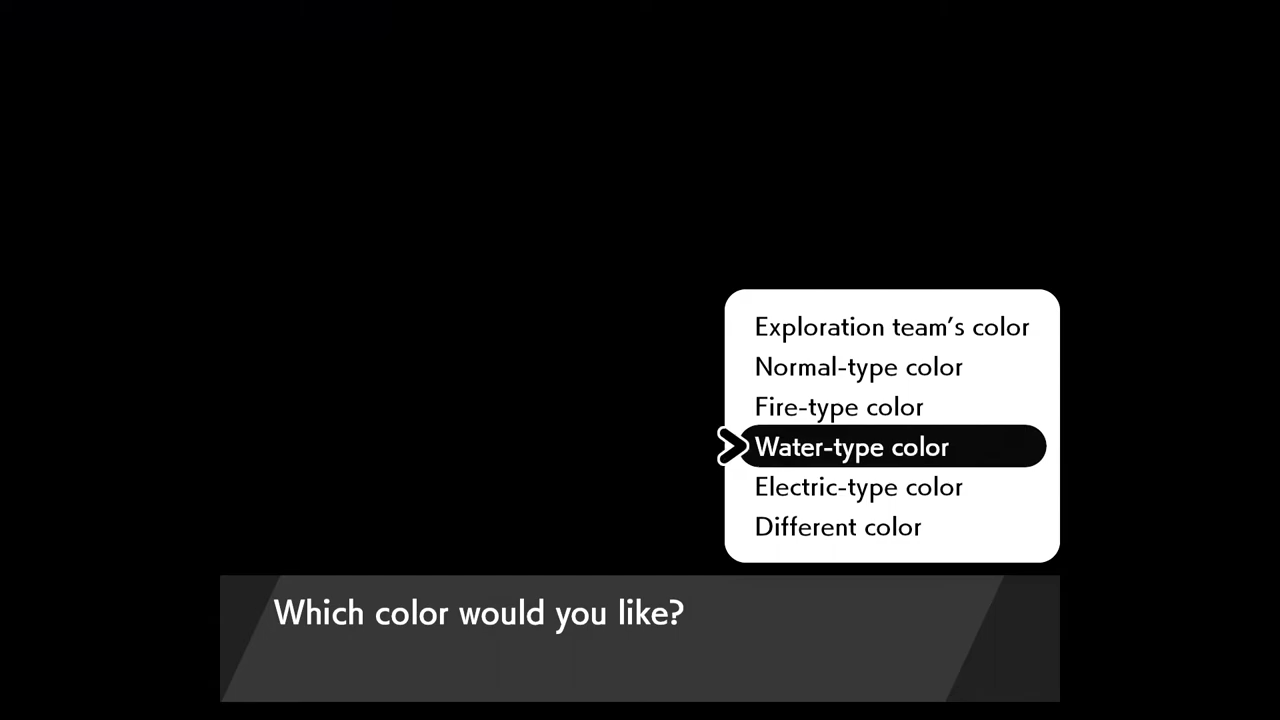 Exploration team's color
Normal-type color
Fire-type color
Water-type color
Electric-type color
Different color
Which color would you like?